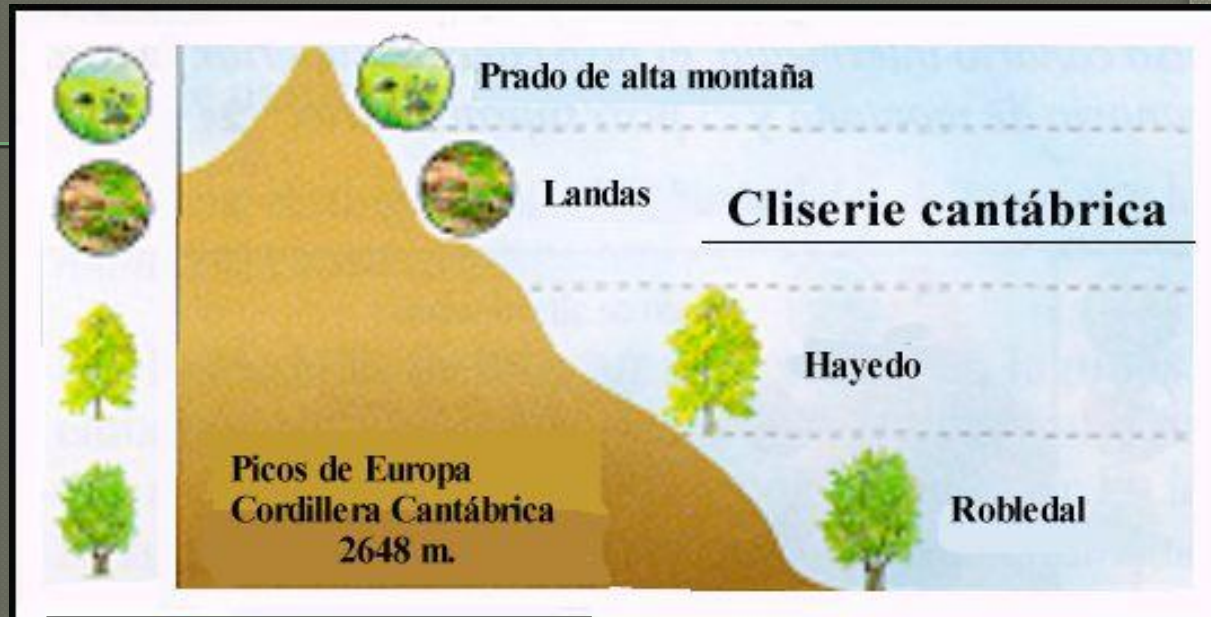 Prado de alta montaña
Landas
Cliserie cantábrica
Hayedo
Picos de Europa
Cordillera Cantábrica
2648 m.
Robledal